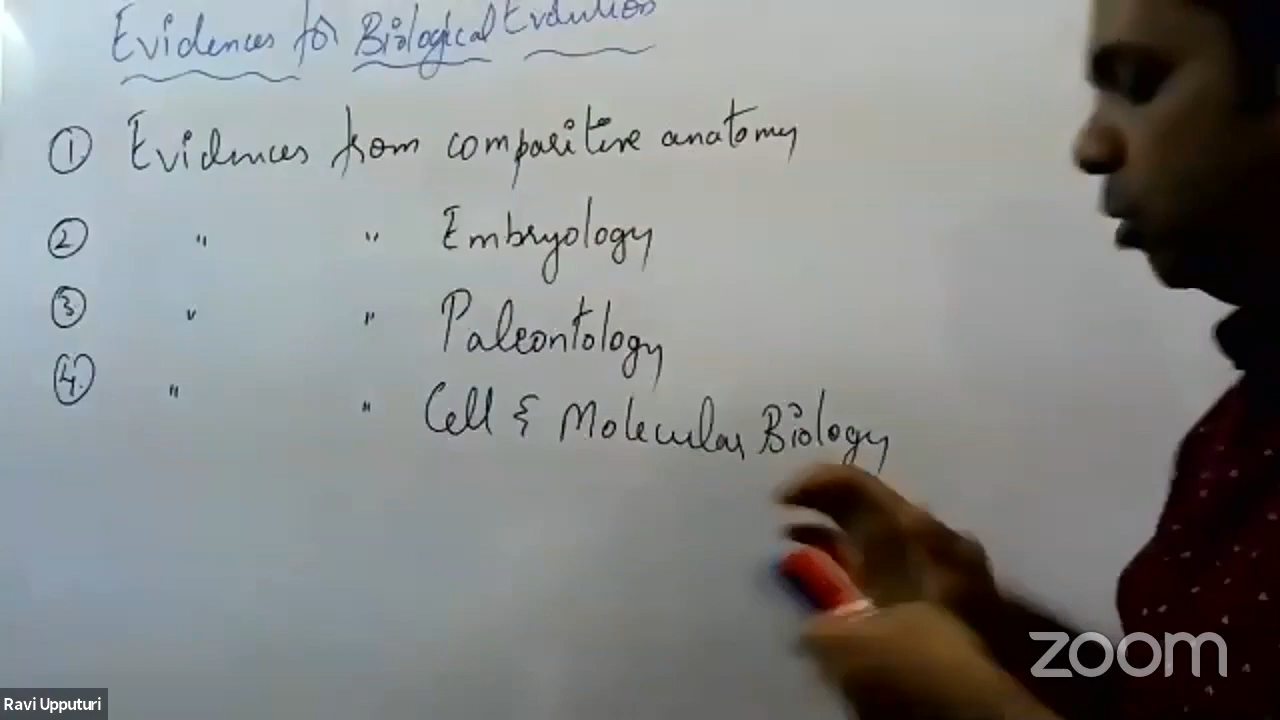 Evidences for Biological Evolution
① Evidences from comparitive anatomy
② " " Embryology
③ " " Paleontology
④ " " Cell & Molecular Biology
zoom
Ravi Upputuri